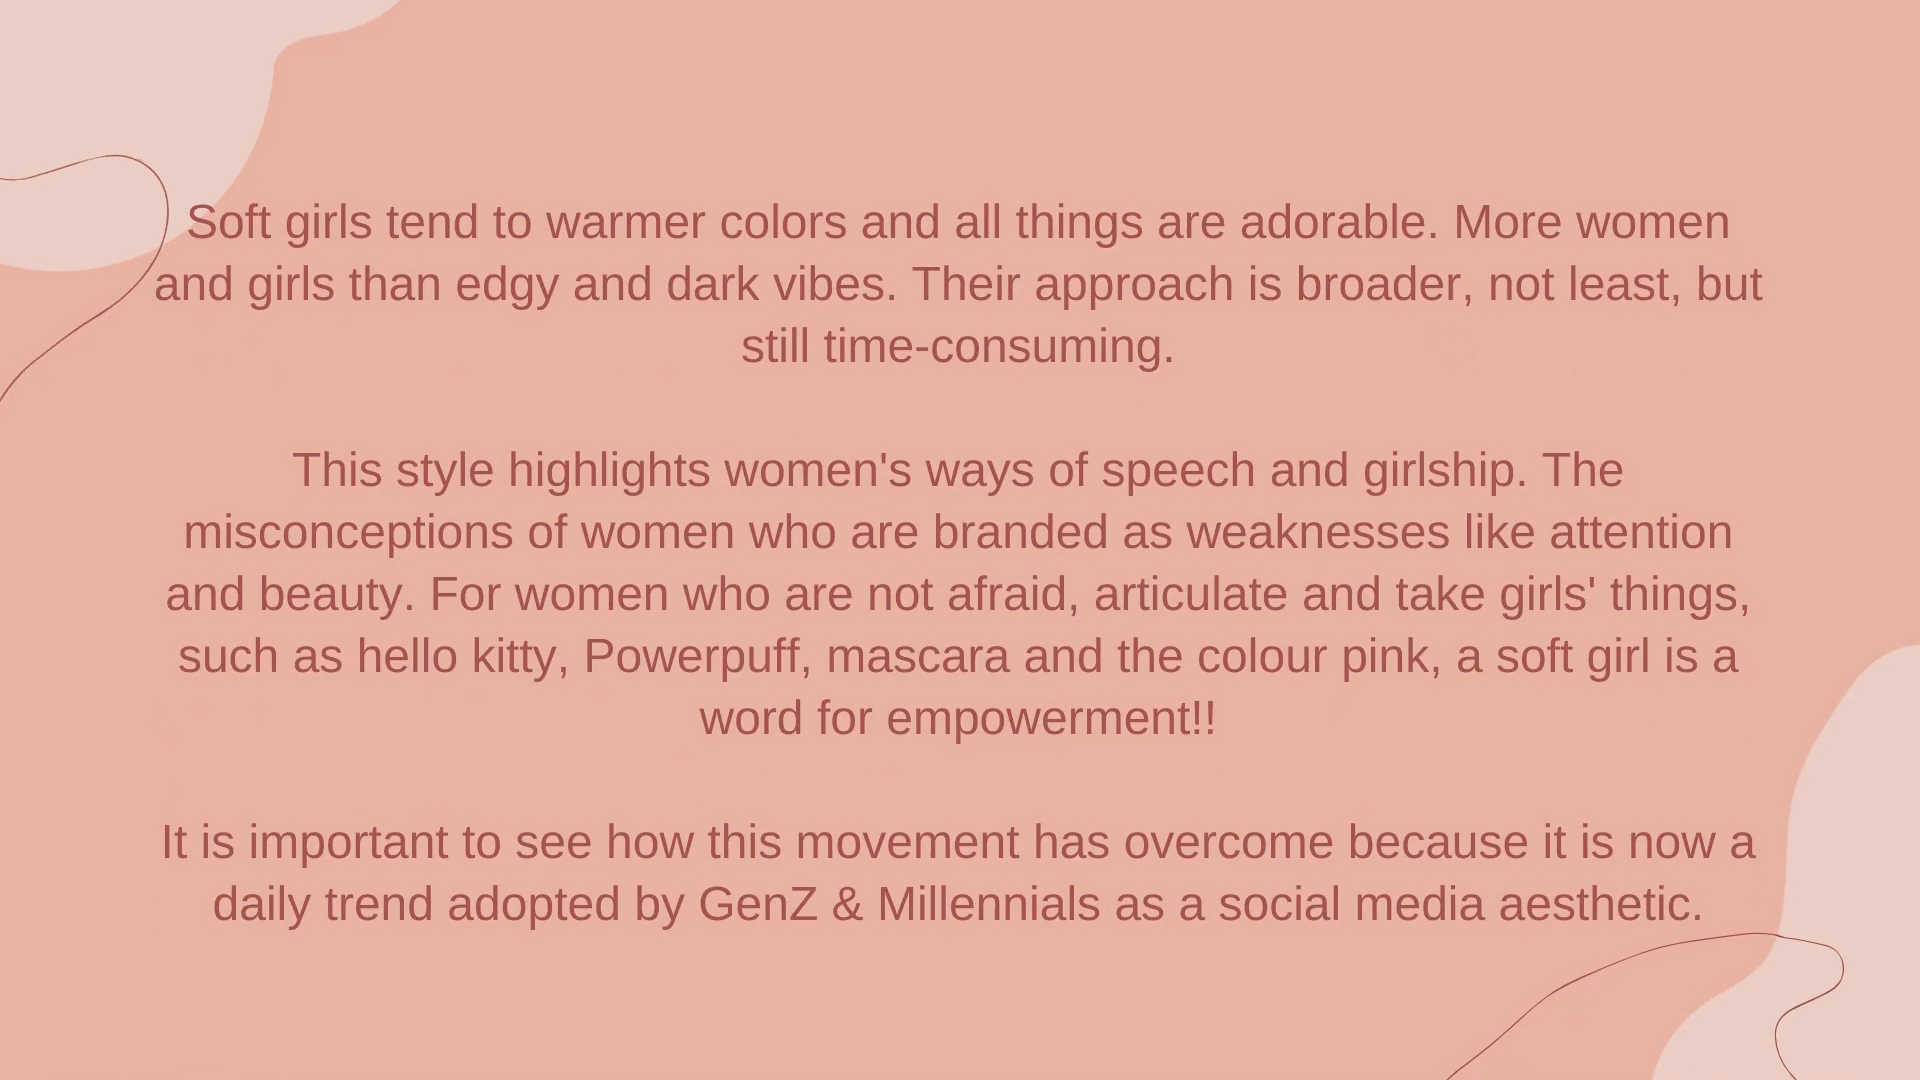 Soft girls tend to warmer colors and all things are adorable. More women
and girls than edgy and dark vibes. Their approach is broader, not least, but
still time-consuming.
This style highlights women's ways of speech and girlship. The
misconceptions of women who are branded as weaknesses like attention
and beauty. For women who are not afraid, articulate and take girls' things,
such as hello kitty, Powerpuff, mascara and the colour pink, a soft girl is a
word for empowerment!!
It is important to see how this movement has overcome because it is now a
daily trend adopted by GenZ & Millennials as a social media aesthetic.